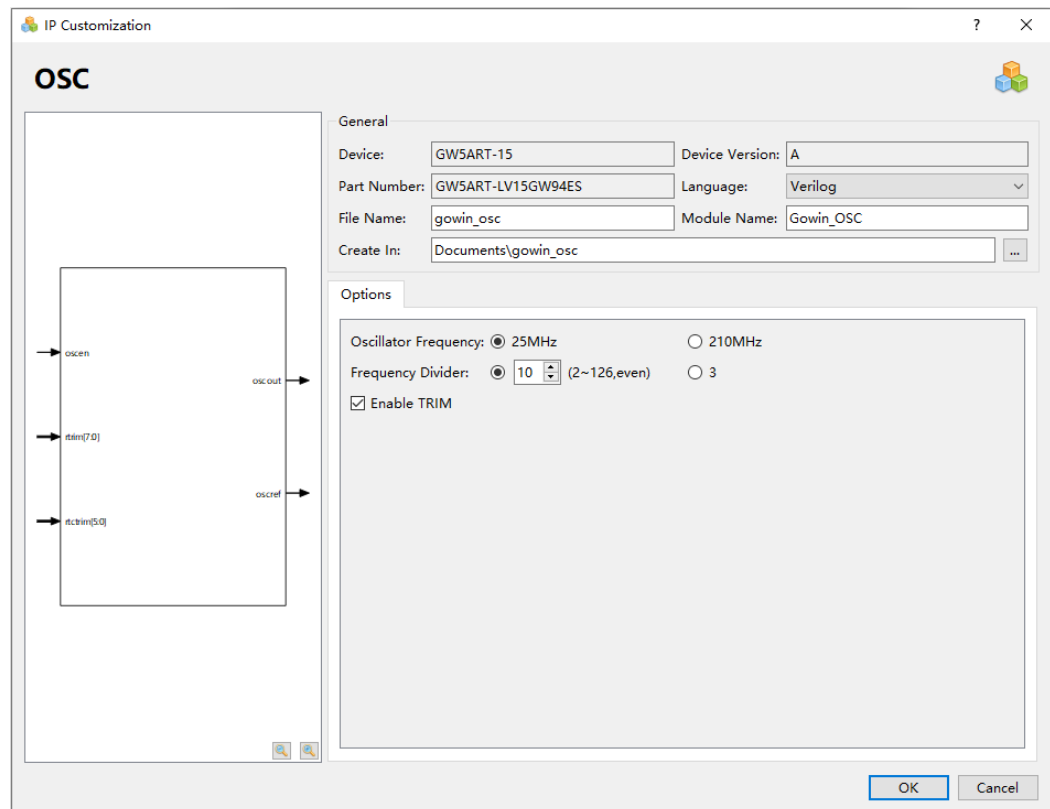 IP Customization
?
OSC
General
Device: GW5ART-15 Device Version: A
Part Number: GW5ART-LV15GW94ES Language: Verilog
File Name: gowin_osc Module Name: Gowin_OSC
Create In: Documents\gowin_osc ...
Options
Oscillator Frequency: 25MHz 210MHz
Frequency Divider: 10 (2~126,even) 3
Enable TRIM
oscen
oscout
rtrim[7:0]
oscref
rtctrim[5:0]
OK Cancel